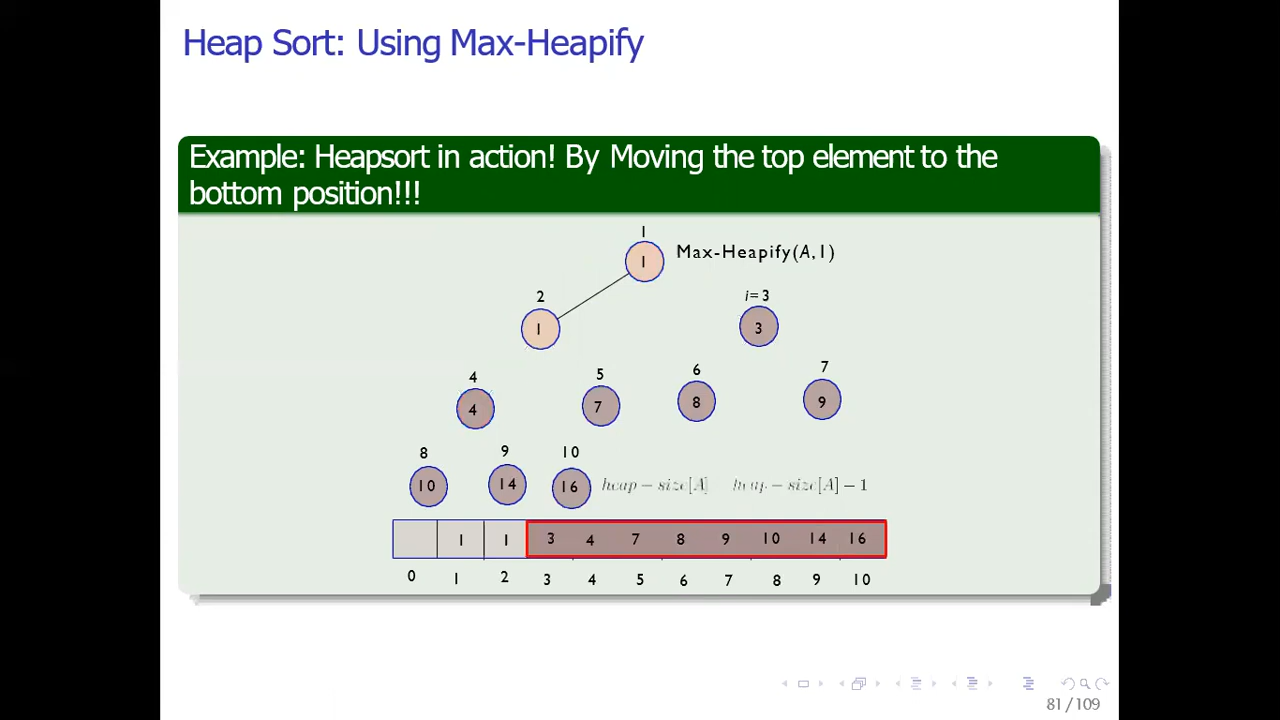 Heap Sort: Using Max-Heapify
Example: Heapsort in action! By Moving the top element to the
bottom position!!!
1
1 Max-Heapify(A,1)
2 i=3
1 3
4 5 6 7
4 7 8 9
8 9 10
10 14 16 heap − size[A] heap − size[A] − 1
1 1 3 4 7 8 9 10 14 16
0 1 2 3 4 5 6 7 8 9 10
81 / 109